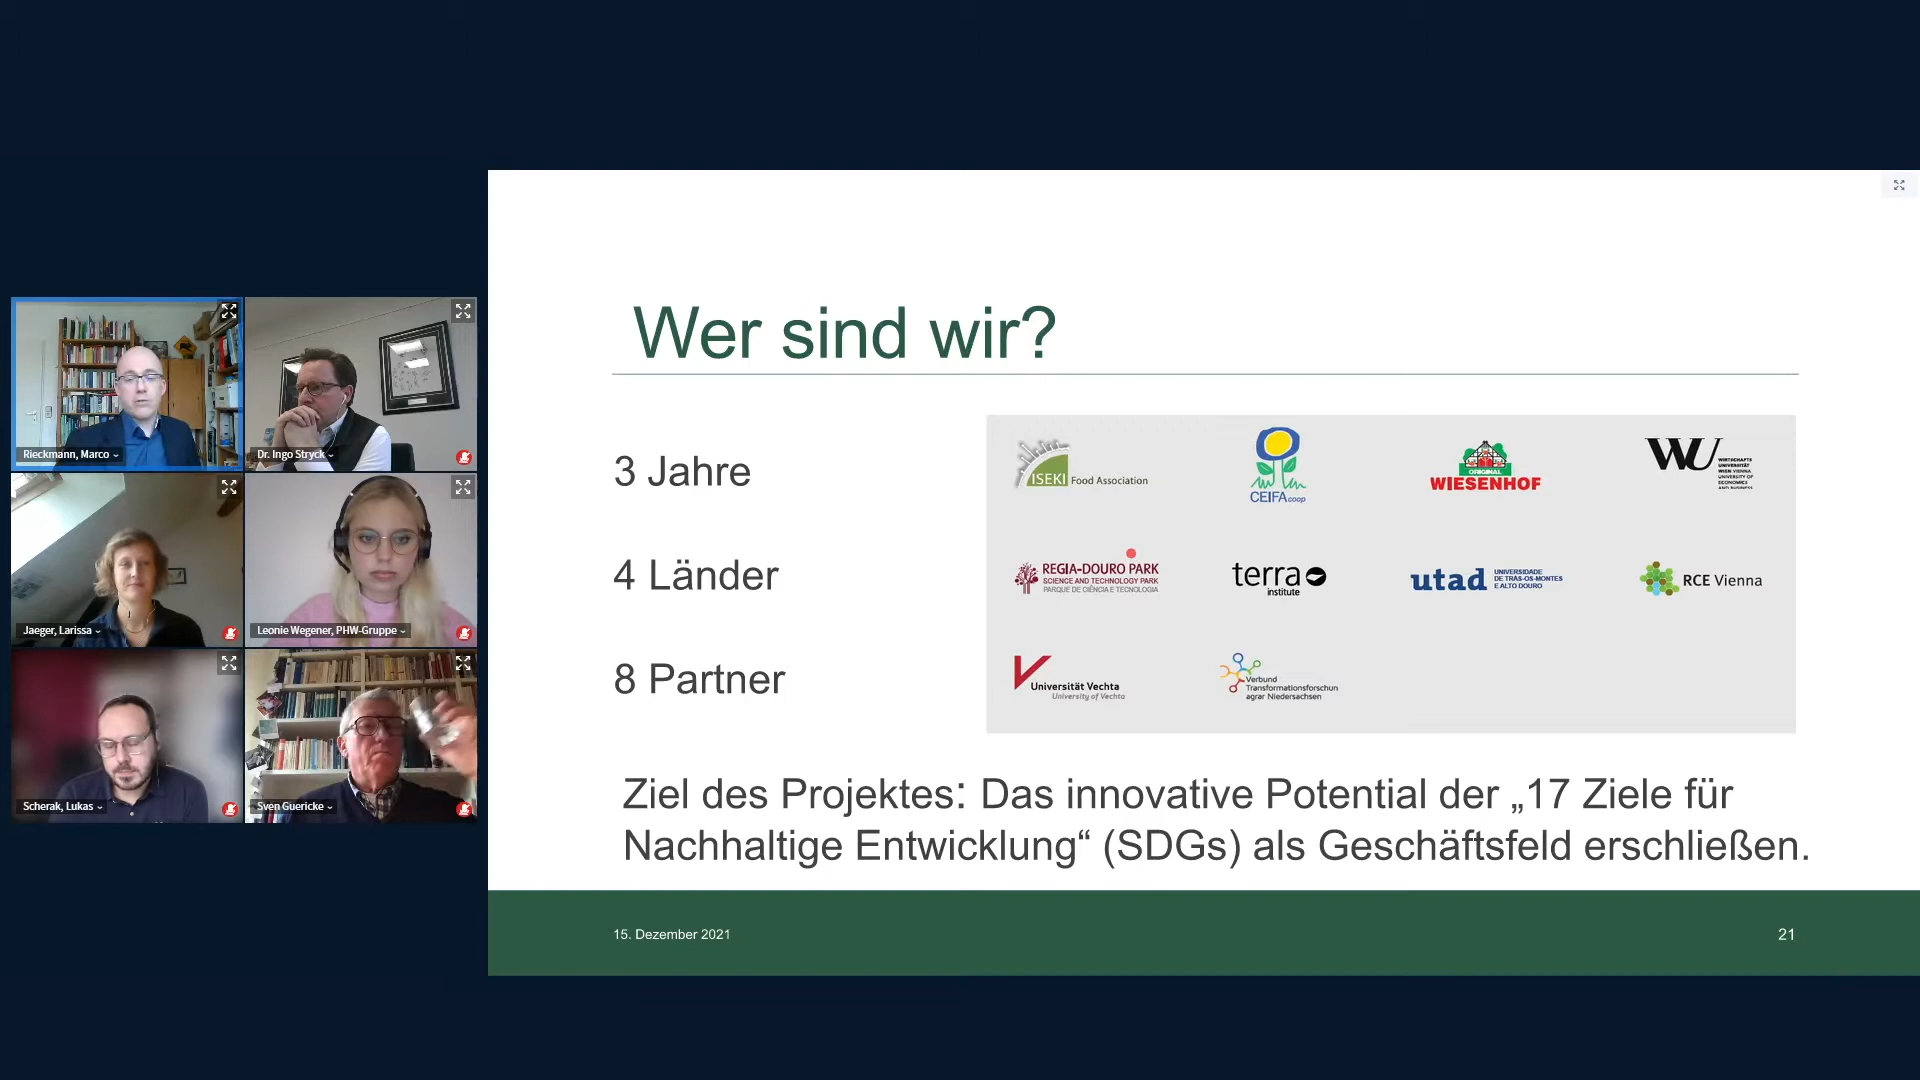 Rieckmann, Marco
Dr. Ingo Stryck
Jaeger, Larissa
Leonie Wegener, PHW-Gruppe
Scherak, Lukas
Sven Guericke
Wer sind wir?
3 Jahre
4 Länder
8 Partner
ISEKI Food Association
CEIFA coop
ORIGINAL
WIESENHOF
WU
WIRTSCHAFTS
UNIVERSITÄT
WIEN VIENNA
UNIVERSITY OF
ECONOMICS
AND BUSINESS
REGIA-DOURO PARK
SCIENCE AND TECHNOLOGY PARK
PARQUE DE CIÊNCIA E TECNOLOGIA
terra
institute
utad
UNIVERSIDADE
DE TRÁS-OS-MONTES
E ALTO DOURO
RCE Vienna
Universität Vechta
University of Vechta
Verbund
Transformationsforschun
agrar Niedersachsen
Ziel des Projektes: Das innovative Potential der „17 Ziele für
Nachhaltige Entwicklung“ (SDGs) als Geschäftsfeld erschließen.
15. Dezember 2021
21